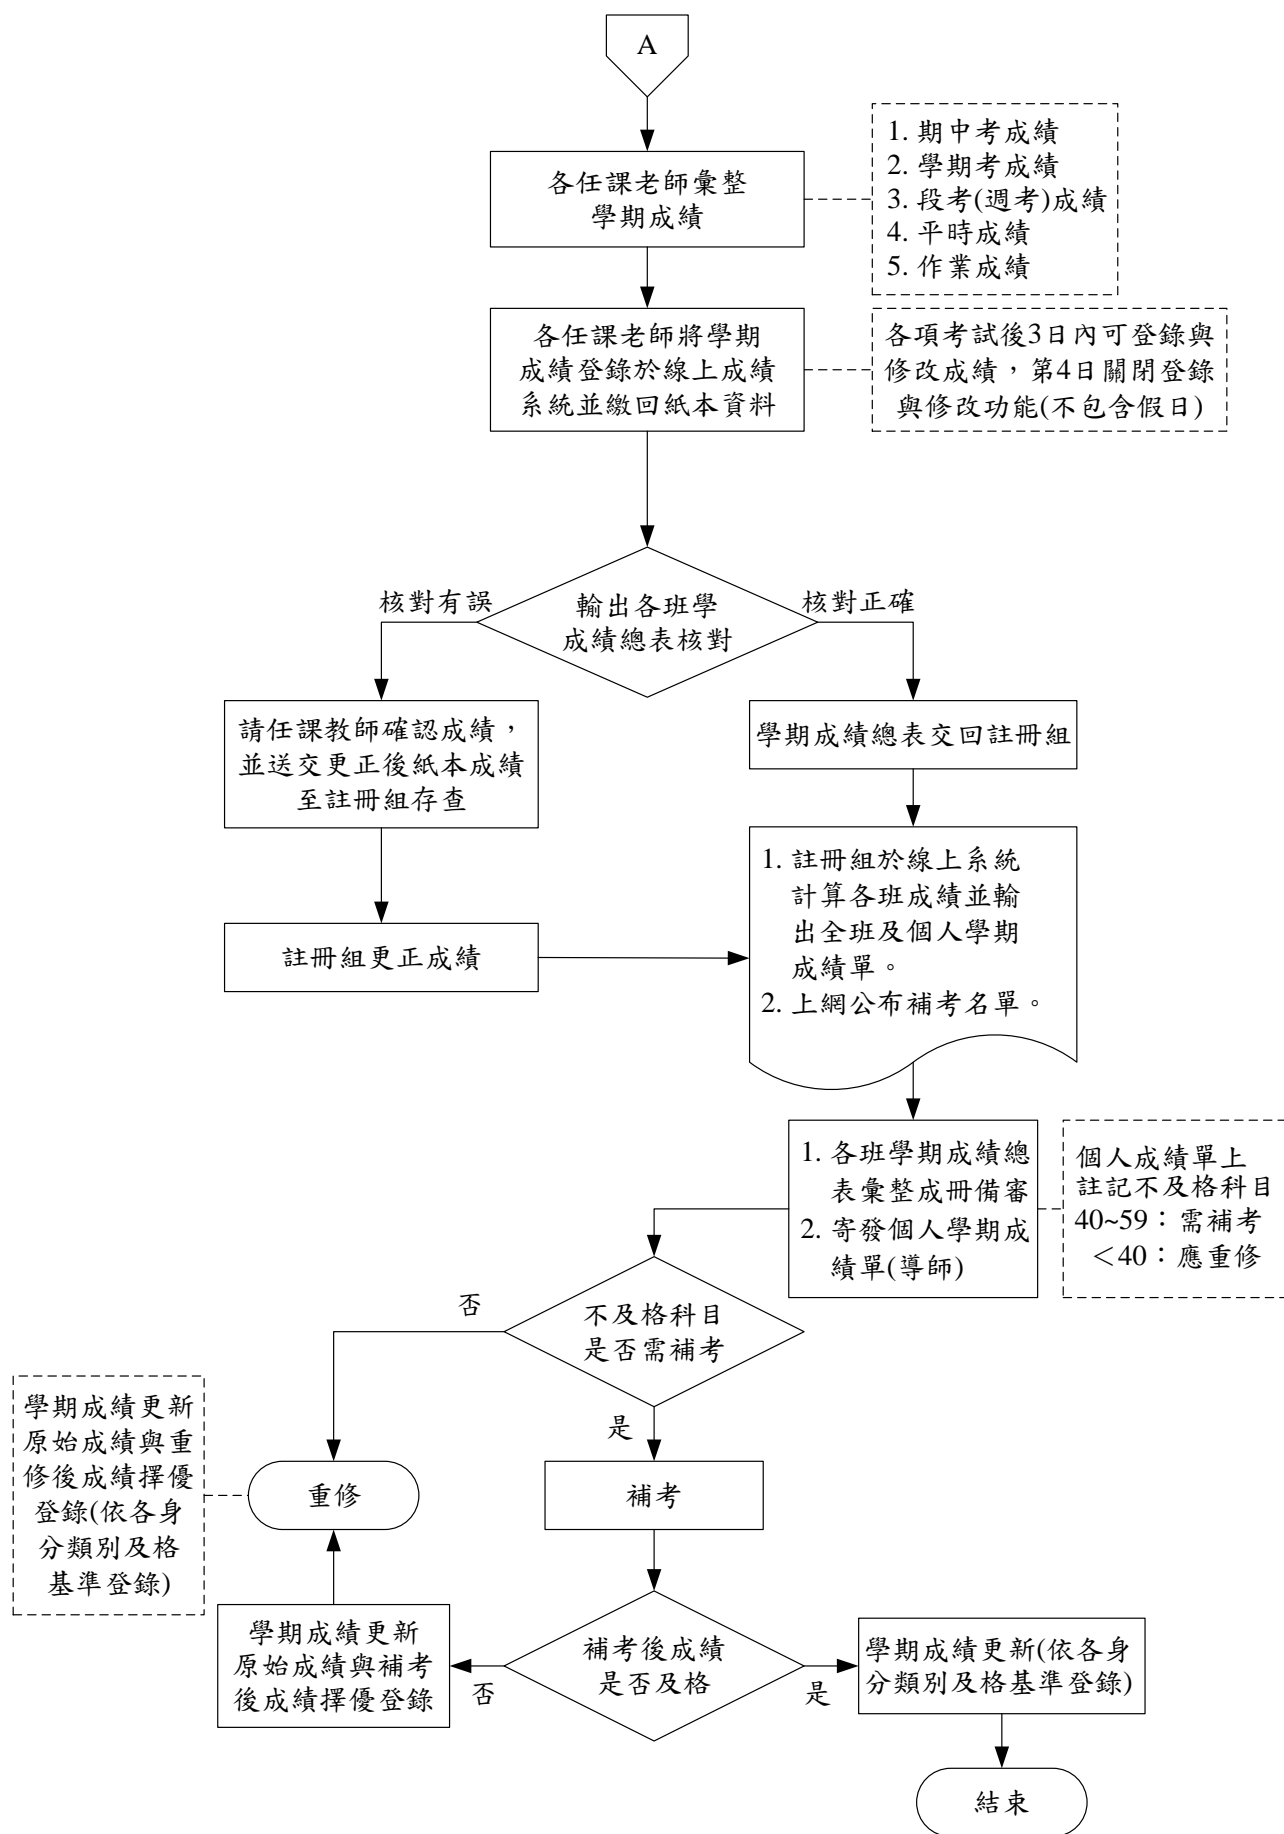 A
各任課老師彙整
學期成績
1. 期中考成績
2. 學期考成績
3. 段考(週考)成績
4. 平時成績
5. 作業成績
各任課老師將學期
成績登錄於線上成績
系統並繳回紙本資料
各項考試後3日內可登錄與
修改成績，第4日關閉登錄
與修改功能(不包含假日)
核對有誤
輸出各班學
成績總表核對
核對正確
請任課教師確認成績，
並送交更正後紙本成績
至註冊組存查
學期成績總表交回註冊組
註冊組更正成績
1. 註冊組於線上系統
計算各班成績並輸
出全班及個人學期
成績單。
2. 上網公布補考名單。
1. 各班學期成績總
表彙整成冊備審
2. 寄發個人學期成
績單(導師)
個人成績單上
註記不及格科目
40~59：需補考
＜40：應重修
否
不及格科目
是否需補考
是
學期成績更新
原始成績與重
修後成績擇優
登錄(依各身
分類別及格
基準登錄)
重修
補考
學期成績更新
原始成績與補考
後成績擇優登錄
否
補考後成績
是否及格
是
學期成績更新(依各身
分類別及格基準登錄)
結束